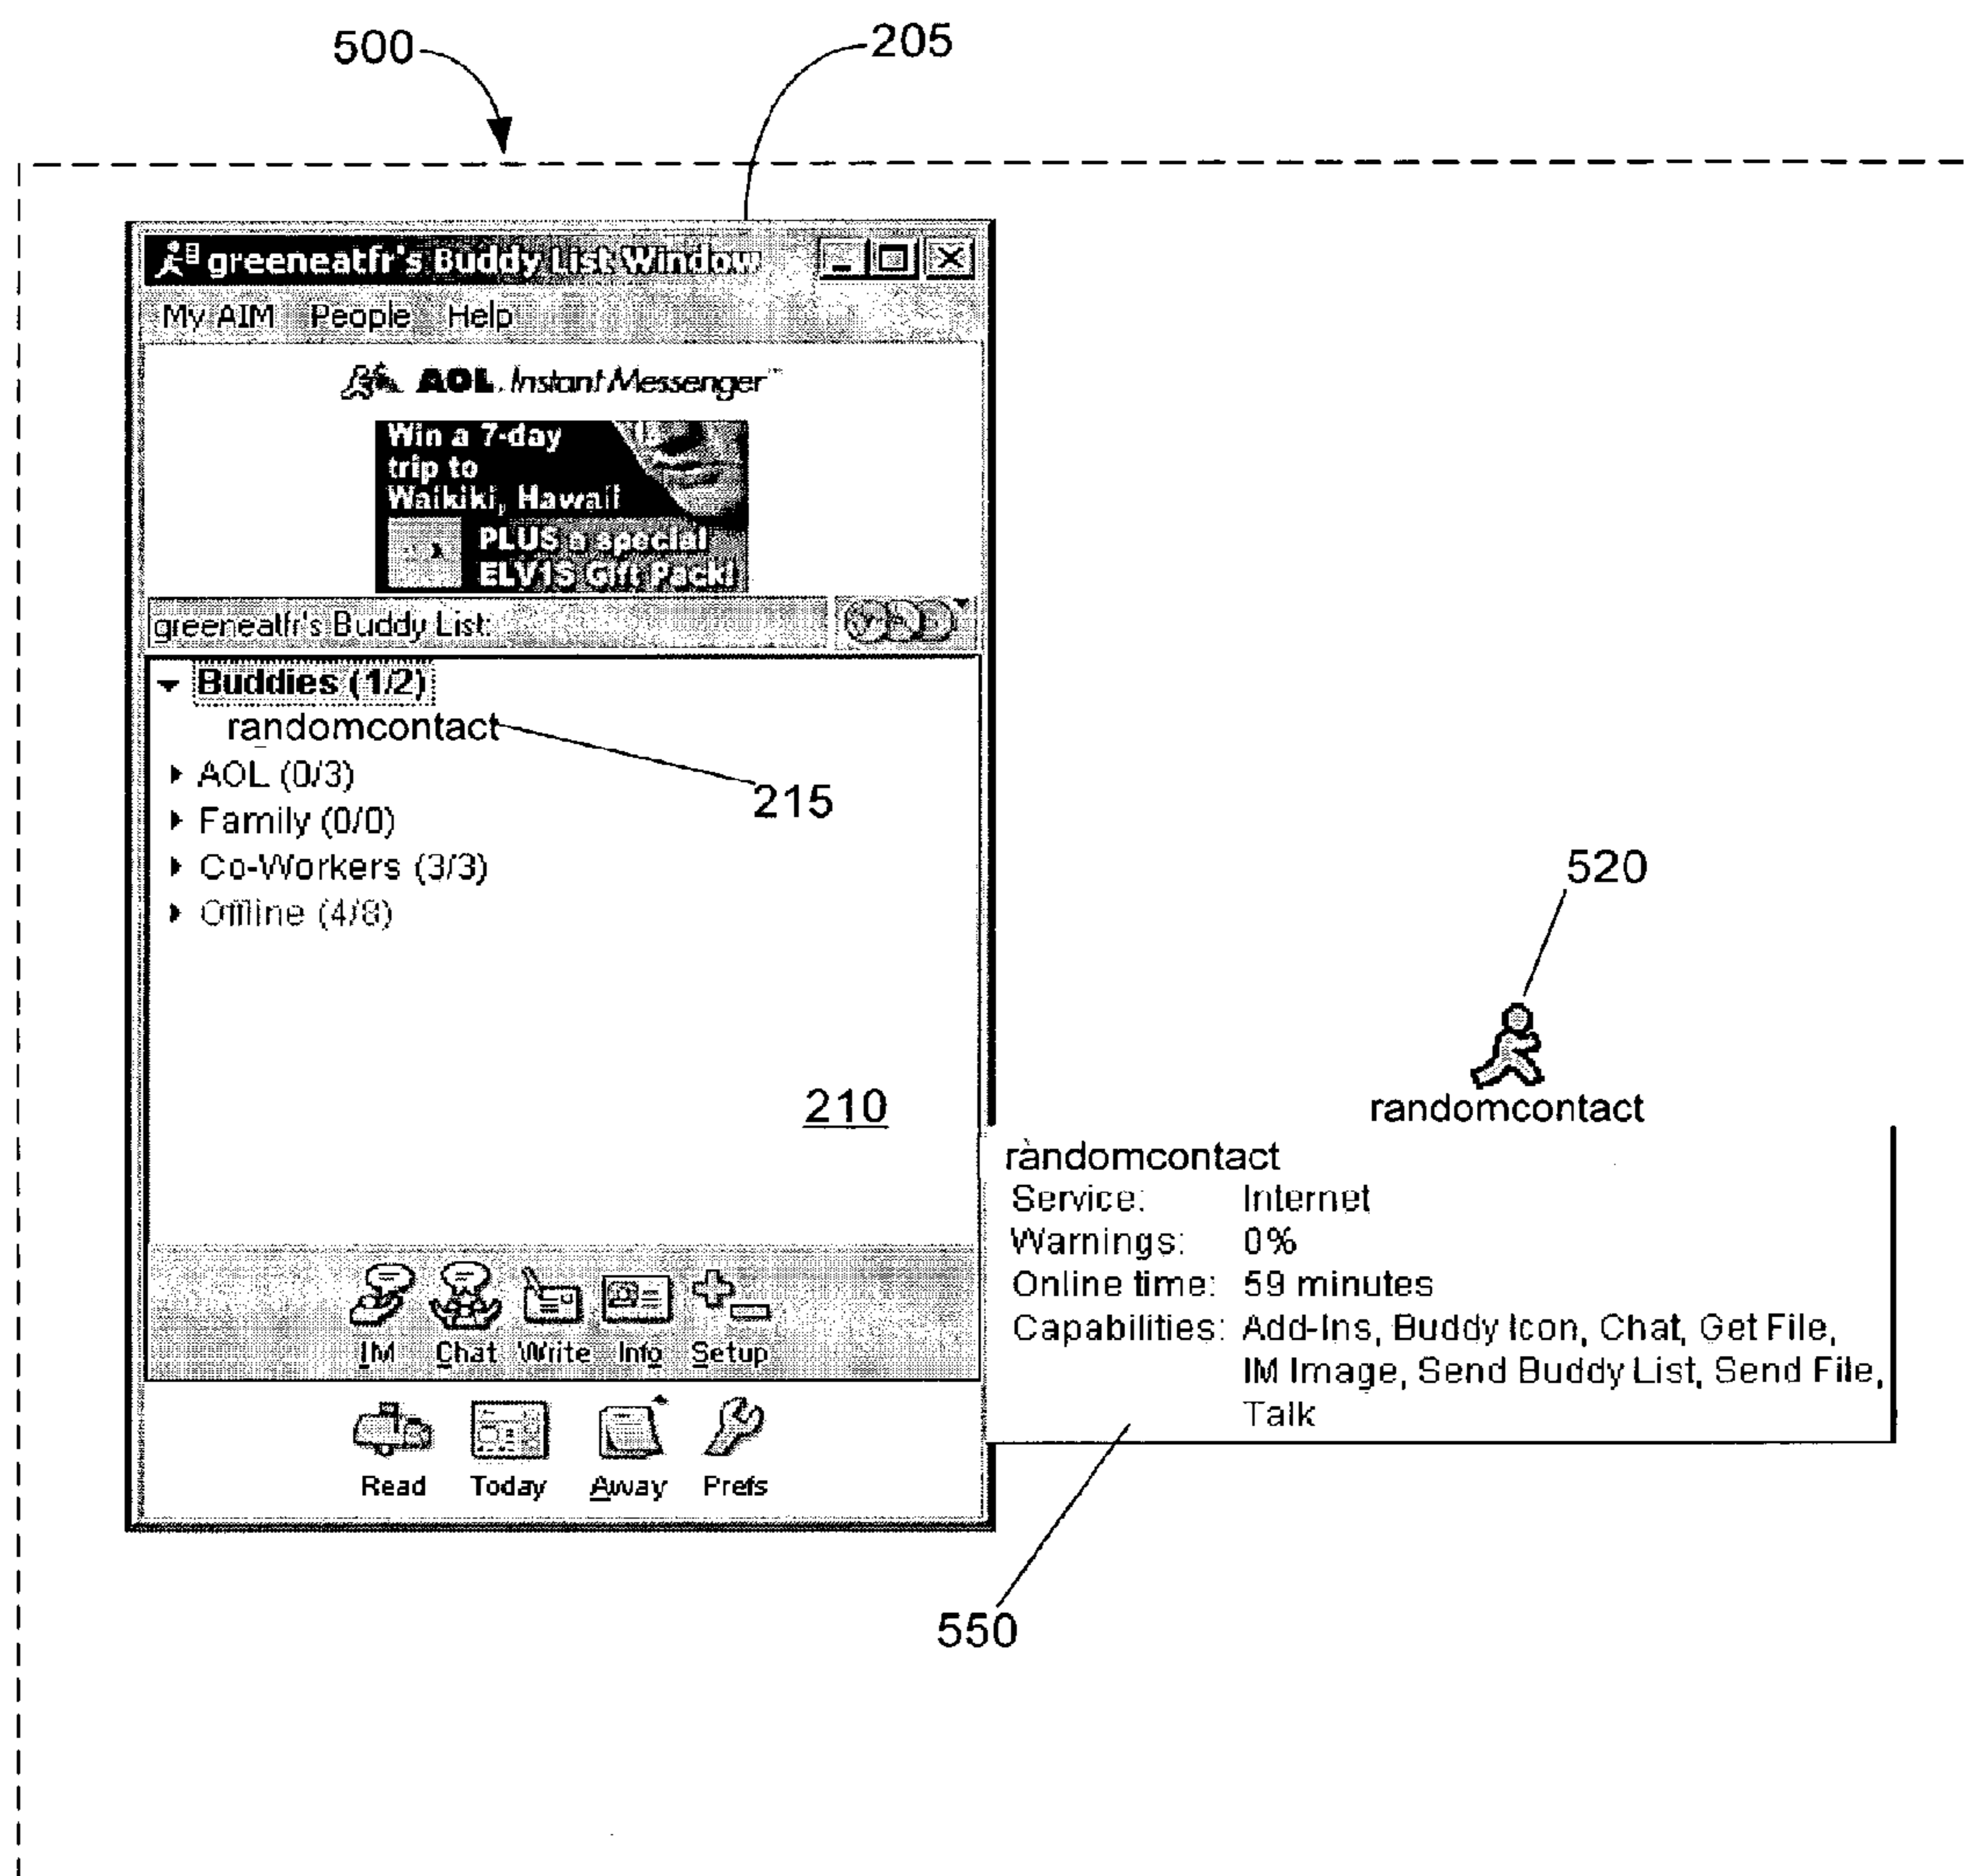 500
205
greeneatfr's Buddy List Window
My AIM People Help
AOL Instant Messenger™
Win a 7-day
trip to
Waikiki, Hawaii
PLUS a special
ELVIS Gift Pack!
greeneatfr's Buddy List:
Buddies (1/2)
randomcontact
215
AOL (0/3)
Family (0/0)
Co-Workers (3/3)
Offline (4/8)
520
210
randomcontact
randomcontact
Service: Internet
Warnings: 0%
Online time: 59 minutes
Capabilities: Add-Ins, Buddy Icon, Chat, Get File,
IM Image, Send Buddy List, Send File,
Talk
IM Chat Write Info Setup
Read Today Away Prefs
550